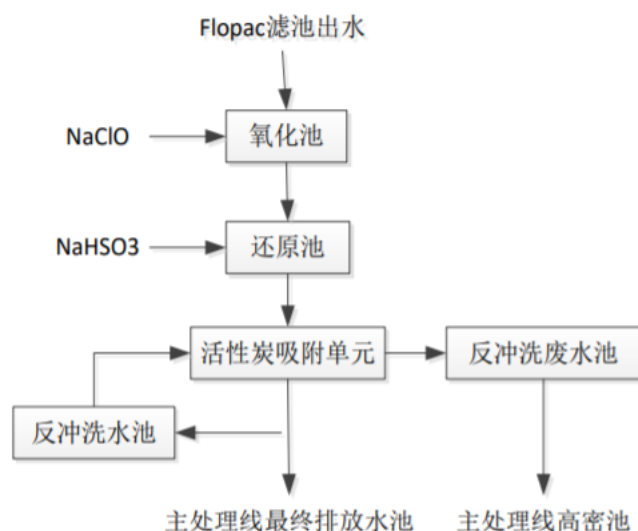 Flopac滤池出水
NaClO
氧化池
NaHSO3
还原池
活性炭吸附单元
反冲洗废水池
反冲洗水池
主处理线最终排放水池
主处理线高密池